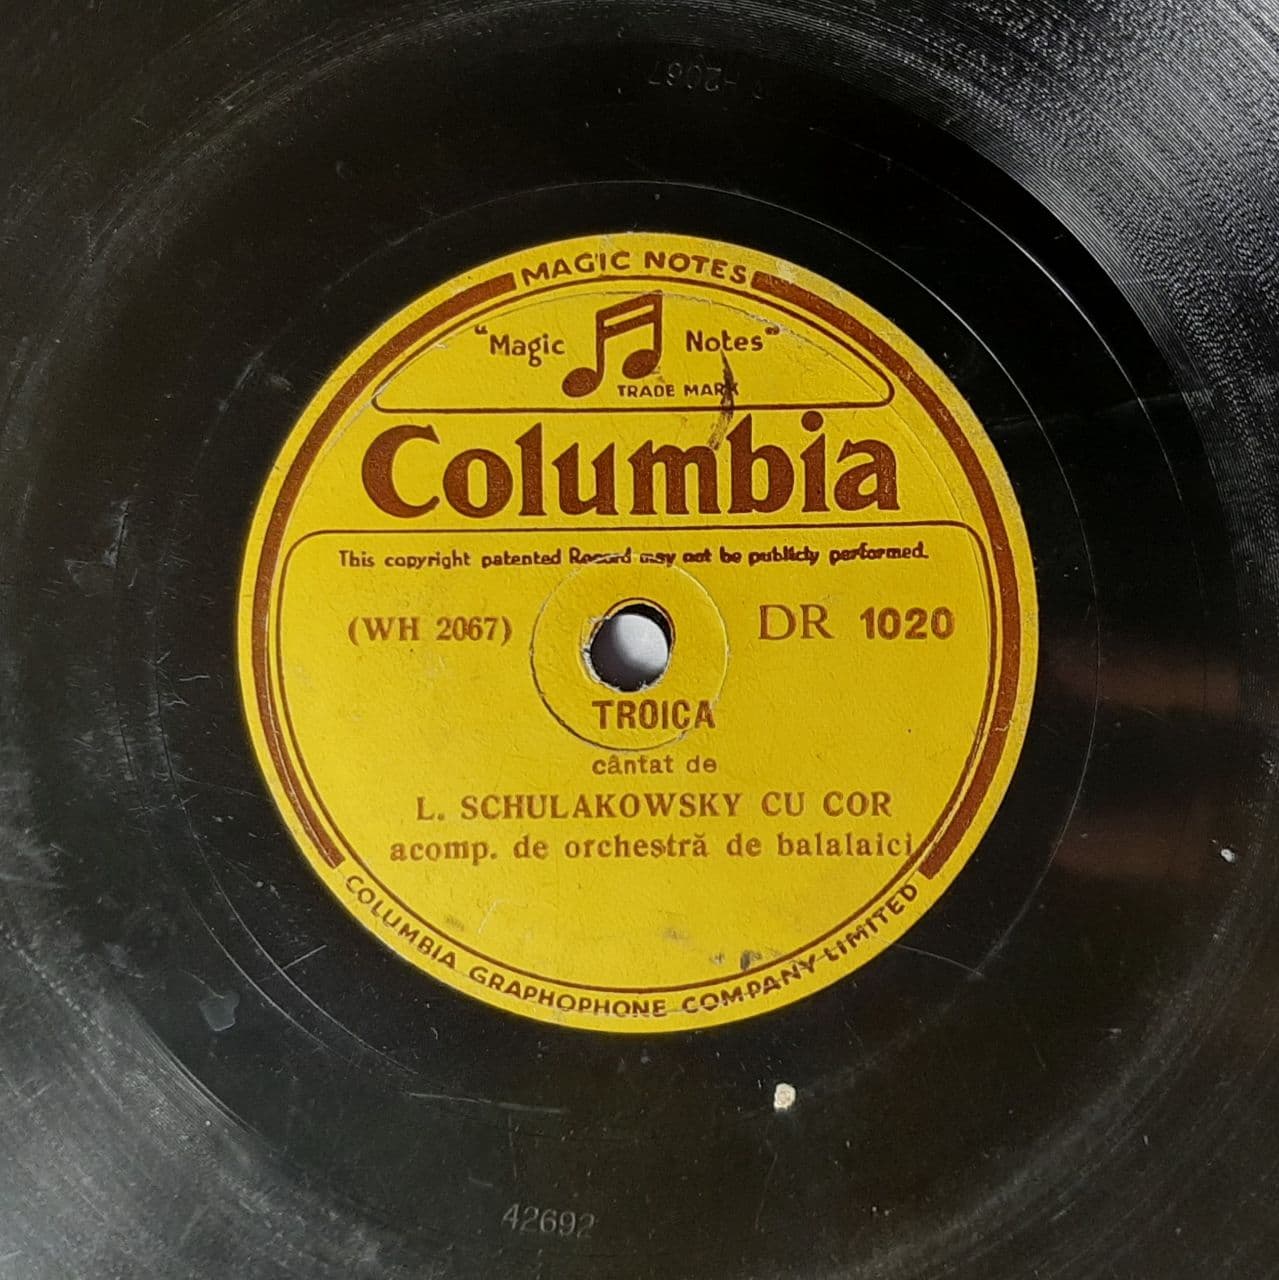 MAGIC NOTES
"Magic Notes"
TRADE MARK
Columbia
This copyright patented Record may not be publicly performed.
(WH 2067) DR 1020
TROICA
cântat de
L. SCHULAKOWSKY CU COR
acomp. de orchestră de balalaici
COLUMBIA GRAPHOPHONE COMPANY LIMITED
42692